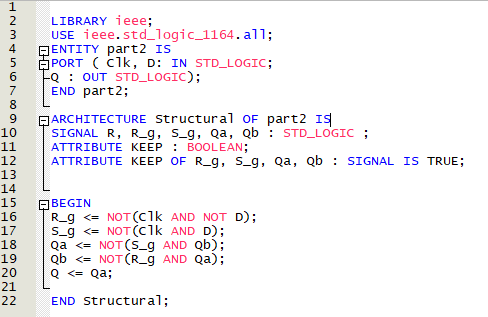 1
2 LIBRARY ieee;
3 USE ieee.std_logic_1164.all;
4 ENTITY part2 IS
5 PORT ( Clk, D: IN STD_LOGIC;
6 Q : OUT STD_LOGIC);
7 END part2;
8
9 ARCHITECTURE Structural OF part2 IS
10 SIGNAL R, R_g, S_g, Qa, Qb : STD_LOGIC ;
11 ATTRIBUTE KEEP : BOOLEAN;
12 ATTRIBUTE KEEP OF R_g, S_g, Qa, Qb : SIGNAL IS TRUE;
13
14
15 BEGIN
16 R_g <= NOT(Clk AND NOT D);
17 S_g <= NOT(Clk AND D);
18 Qa <= NOT(S_g AND Qb);
19 Qb <= NOT(R_g AND Qa);
20 Q <= Qa;
21
22 END Structural;